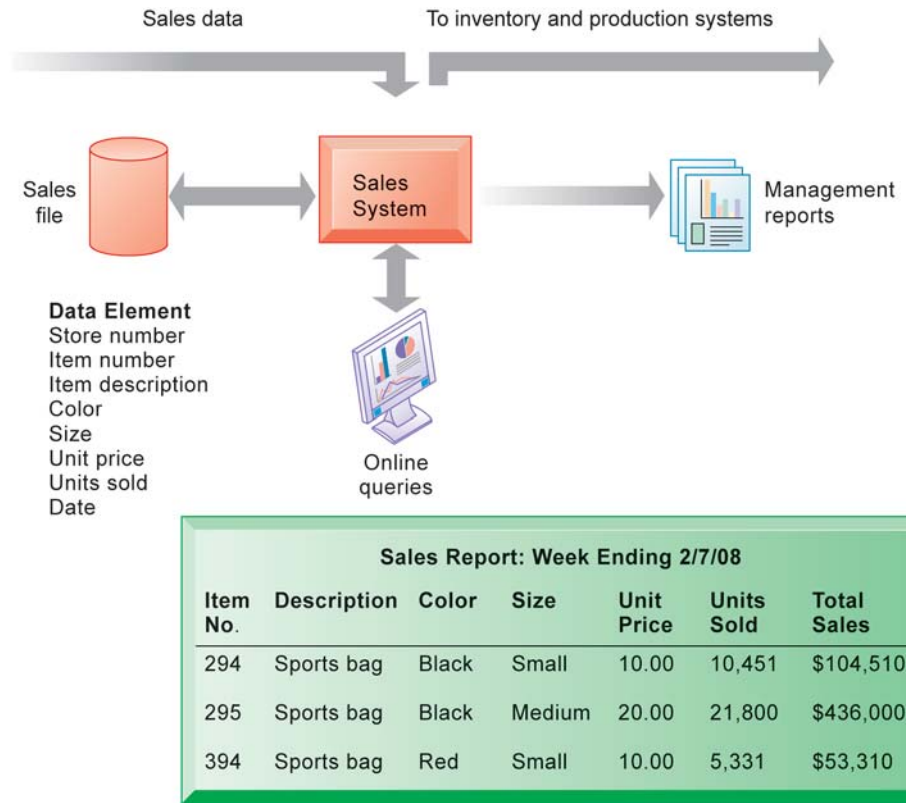 Sales data
To inventory and production systems
Sales
file
Sales
System
Management
reports
Data Element
Store number
Item number
Item description
Color
Size
Unit price
Units sold
Date
Online
queries
Sales Report: Week Ending 2/7/08
Item No. Description Color Size Unit Price Units Sold Total Sales
294 Sports bag Black Small 10.00 10,451 $104,510
295 Sports bag Black Medium 20.00 21,800 $436,000
394 Sports bag Red Small 10.00 5,331 $53,310